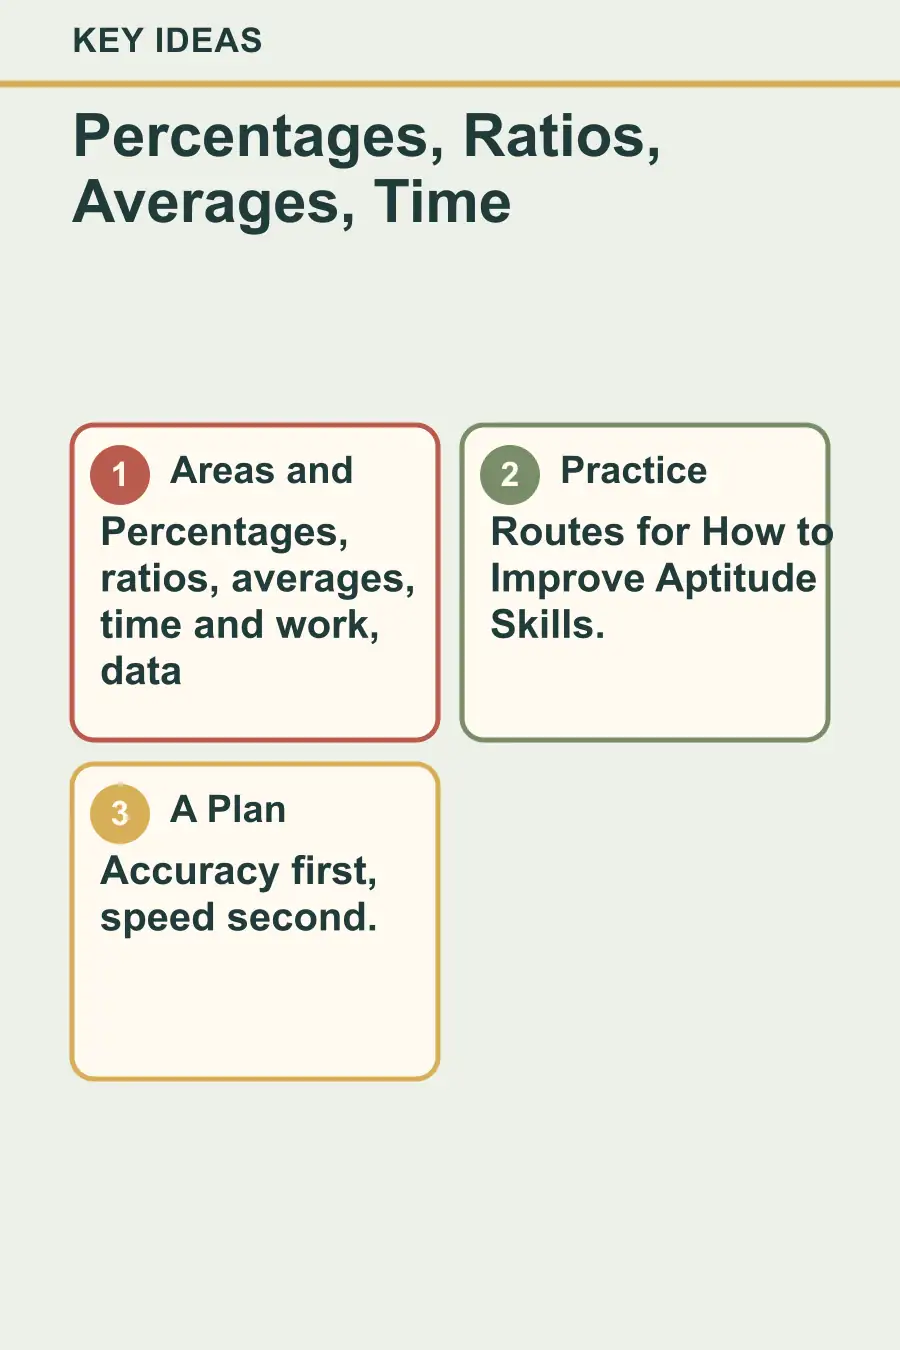 KEY IDEAS
Percentages, Ratios,
Averages, Time
1 Areas and
Percentages,
ratios, averages,
time and work,
data
2 Practice
Routes for How to
Improve Aptitude
Skills.
3 A Plan
Accuracy first,
speed second.